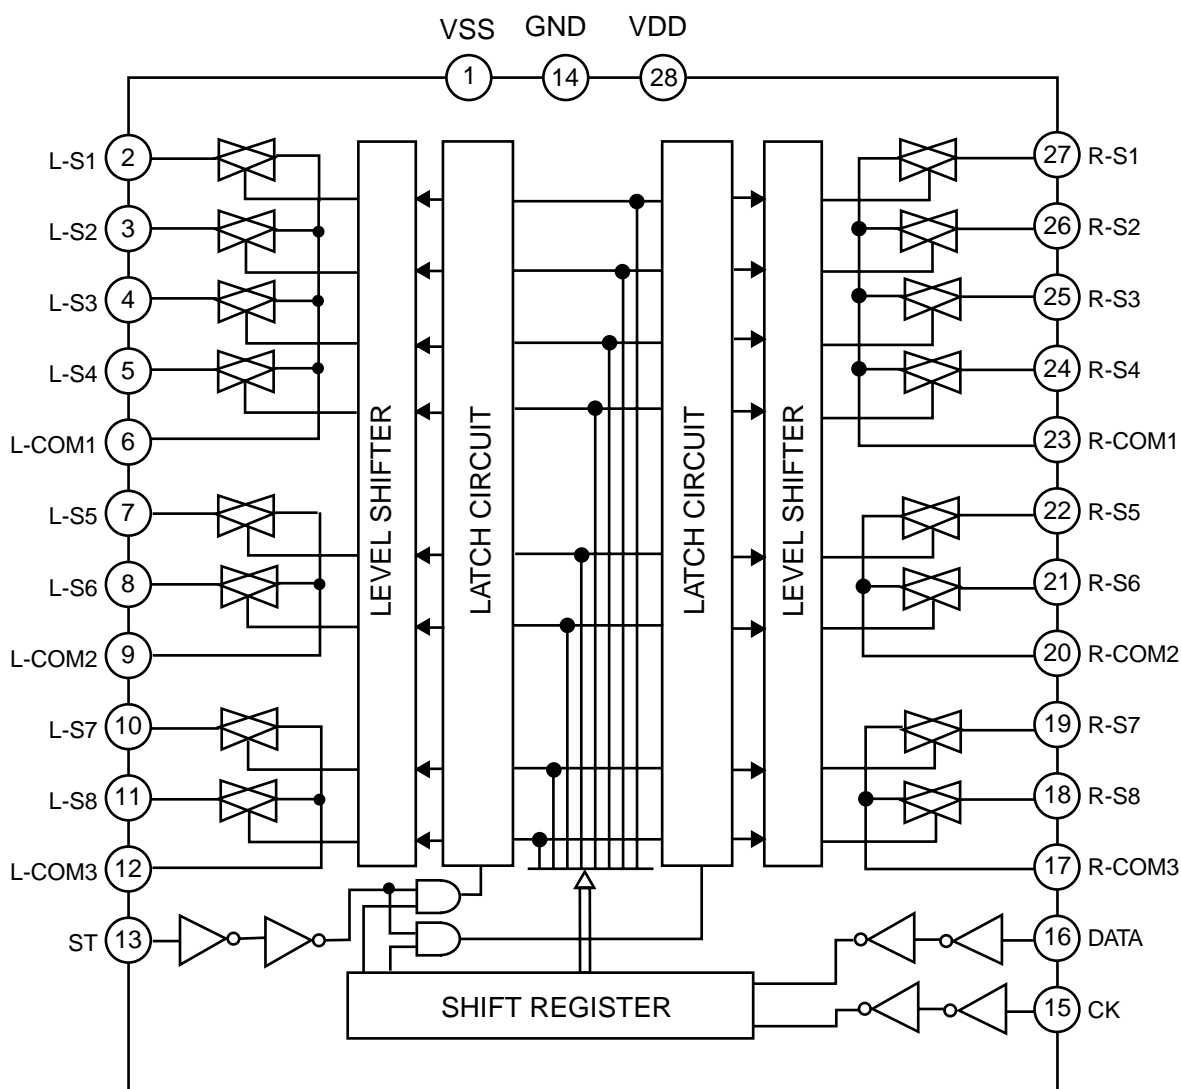 VSS GND VDD
1 14 28
L-S1 2 27 R-S1
L-S2 3 26 R-S2
L-S3 4 25 R-S3
L-S4 5 24 R-S4
L-COM1 6 23 R-COM1
LEVEL SHIFTER
LATCH CIRCUIT
LATCH CIRCUIT
LEVEL SHIFTER
L-S5 7 22 R-S5
L-S6 8 21 R-S6
L-COM2 9 20 R-COM2
L-S7 10 19 R-S7
L-S8 11 18 R-S8
L-COM3 12 17 R-COM3
ST 13 16 DATA
SHIFT REGISTER 15 CK